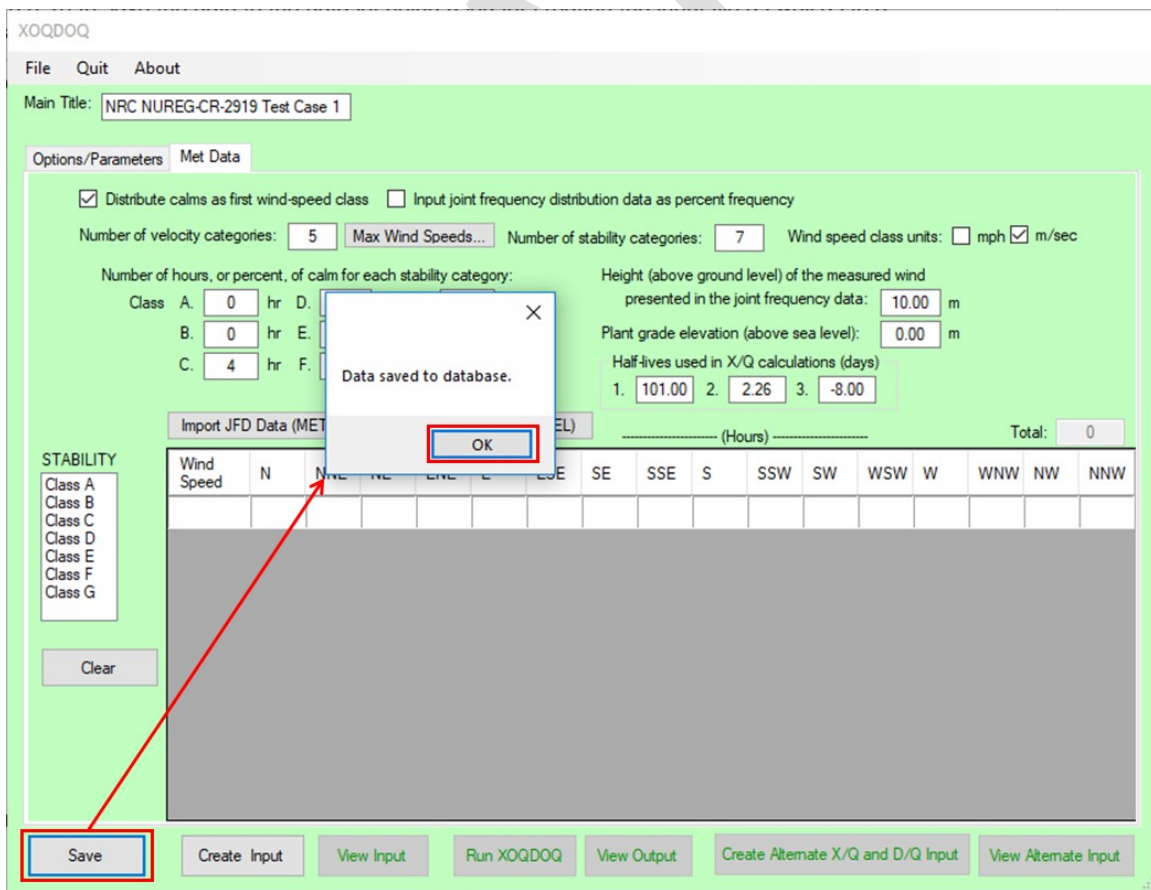 XOQDOQ
File Quit About
Main Title: NRC NUREG-CR-2919 Test Case 1
Options/Parameters Met Data
Distribute calms as first wind-speed class Input joint frequency distribution data as percent frequency
Number of velocity categories: 5 Max Wind Speeds... Number of stability categories: 7 Wind speed class units: mph m/sec
Number of hours, or percent, of calm for each stability category:
Class A. 0 hr D.
B. 0 hr E.
C. 4 hr F.
Height (above ground level) of the measured wind
presented in the joint frequency data: 10.00 m
Plant grade elevation (above sea level): 0.00 m
Half-lives used in X/Q calculations (days)
1. 101.00 2. 2.26 3. -8.00
Data saved to database.
OK
Import JFD Data (MET EL)
(Hours) Total: 0
STABILITY
Class A
Class B
Class C
Class D
Class E
Class F
Class G
Wind Speed N NNE NE ENE E ESE SE SSE S SSW SW WSW W WNW NW NNW
Clear
Save Create Input View Input Run XOQDOQ View Output Create Alternate X/Q and D/Q Input View Alternate Input